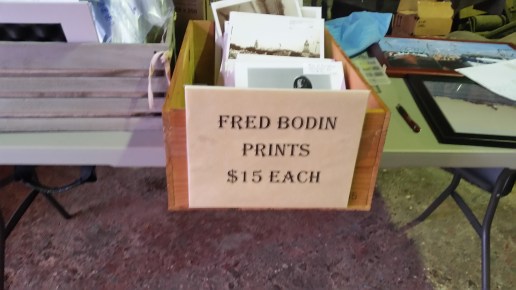 FRED BODIN
PRINTS
$15 EACH